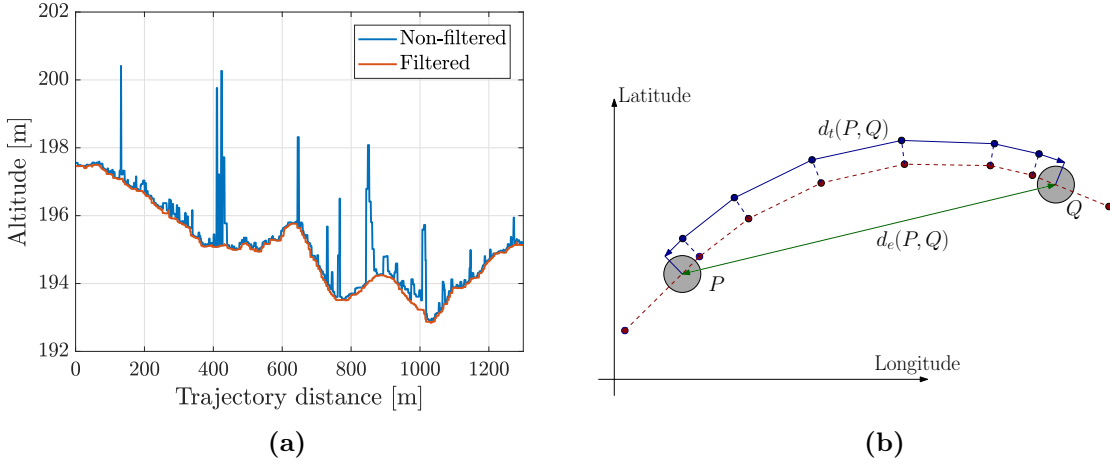 202
200
198
196
194
192
Altitude [m]
0
200
400
600
800
1000
1200
Trajectory distance [m]
Non-filtered
Filtered
(a)
Latitude
d_t(P, Q)
Q
d_e(P, Q)
P
Longitude
(b)